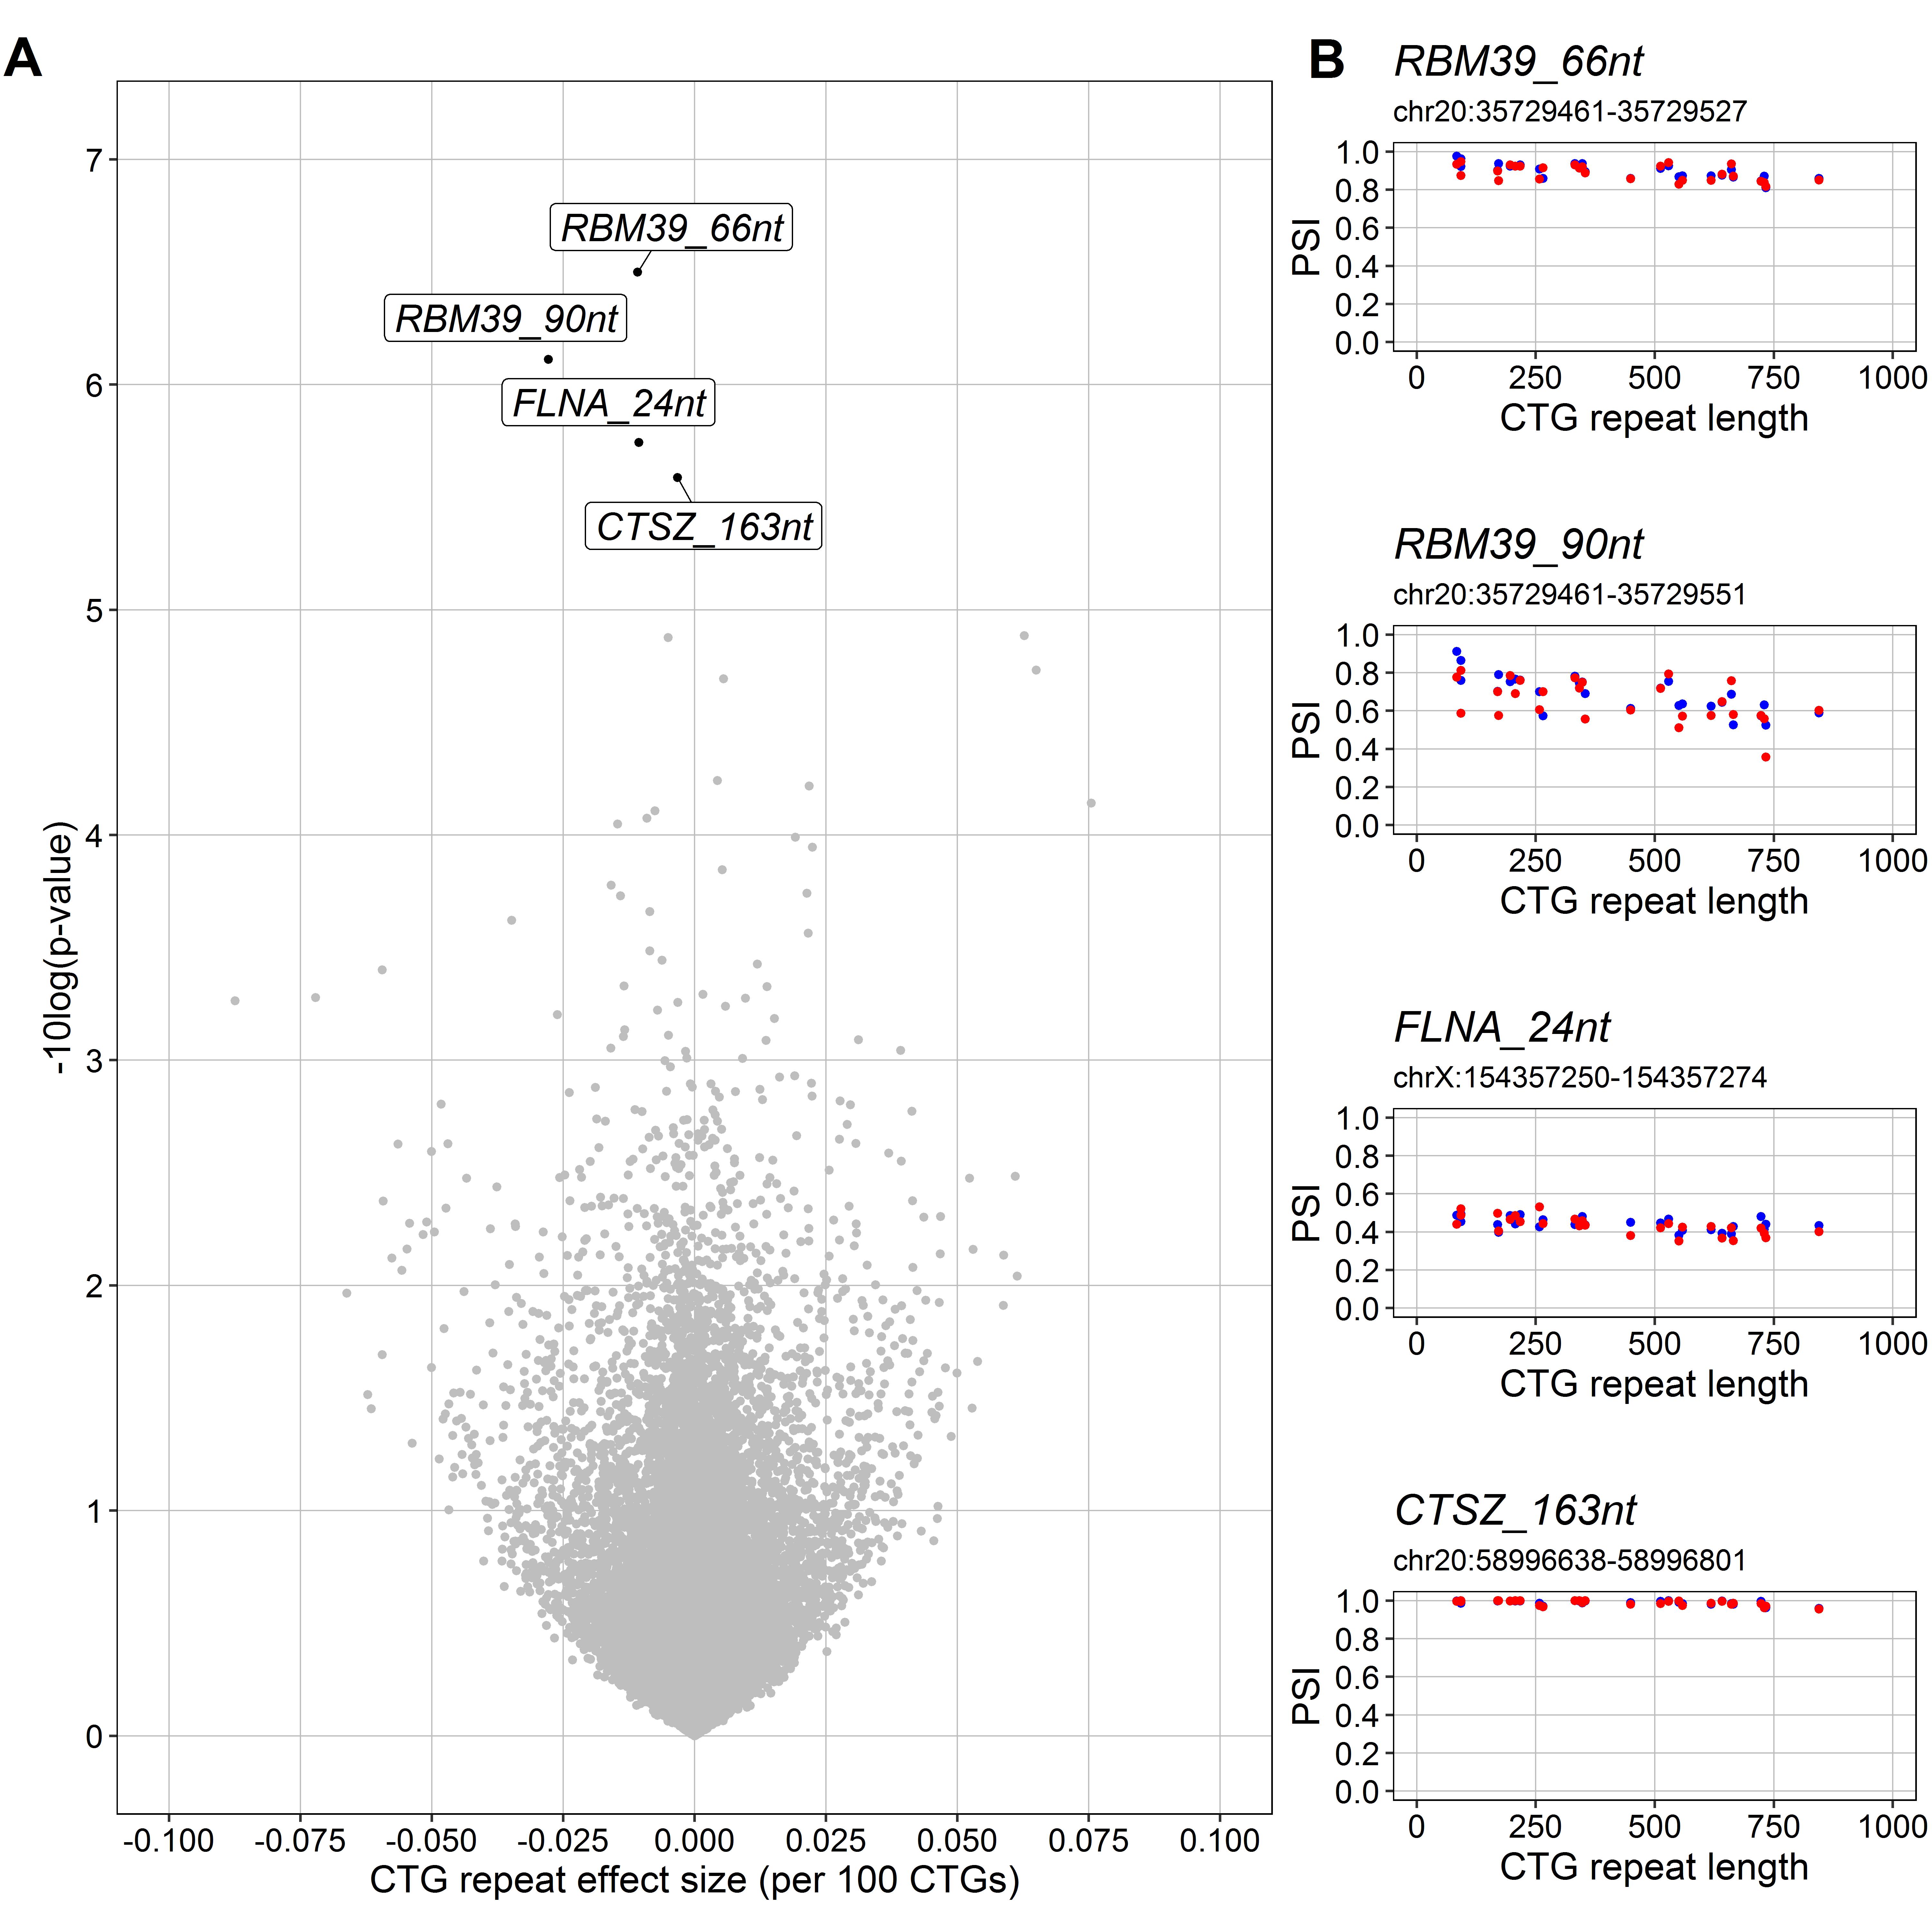 A
7
6
5
4
3
2
1
0
-10log(p-value)
RBM39_66nt
RBM39_90nt
FLNA_24nt
CTSZ_163nt
-0.100 -0.075 -0.050 -0.025 0.000 0.025 0.050 0.075 0.100
CTG repeat effect size (per 100 CTGs)
B
RBM39_66nt
chr20:35729461-35729527
1.0
0.8
0.6
0.4
0.2
0.0
PSI
0 250 500 750 1000
CTG repeat length
RBM39_90nt
chr20:35729461-35729551
1.0
0.8
0.6
0.4
0.2
0.0
PSI
0 250 500 750 1000
CTG repeat length
FLNA_24nt
chrX:154357250-154357274
1.0
0.8
0.6
0.4
0.2
0.0
PSI
0 250 500 750 1000
CTG repeat length
CTSZ_163nt
chr20:58996638-58996801
1.0
0.8
0.6
0.4
0.2
0.0
PSI
0 250 500 750 1000
CTG repeat length